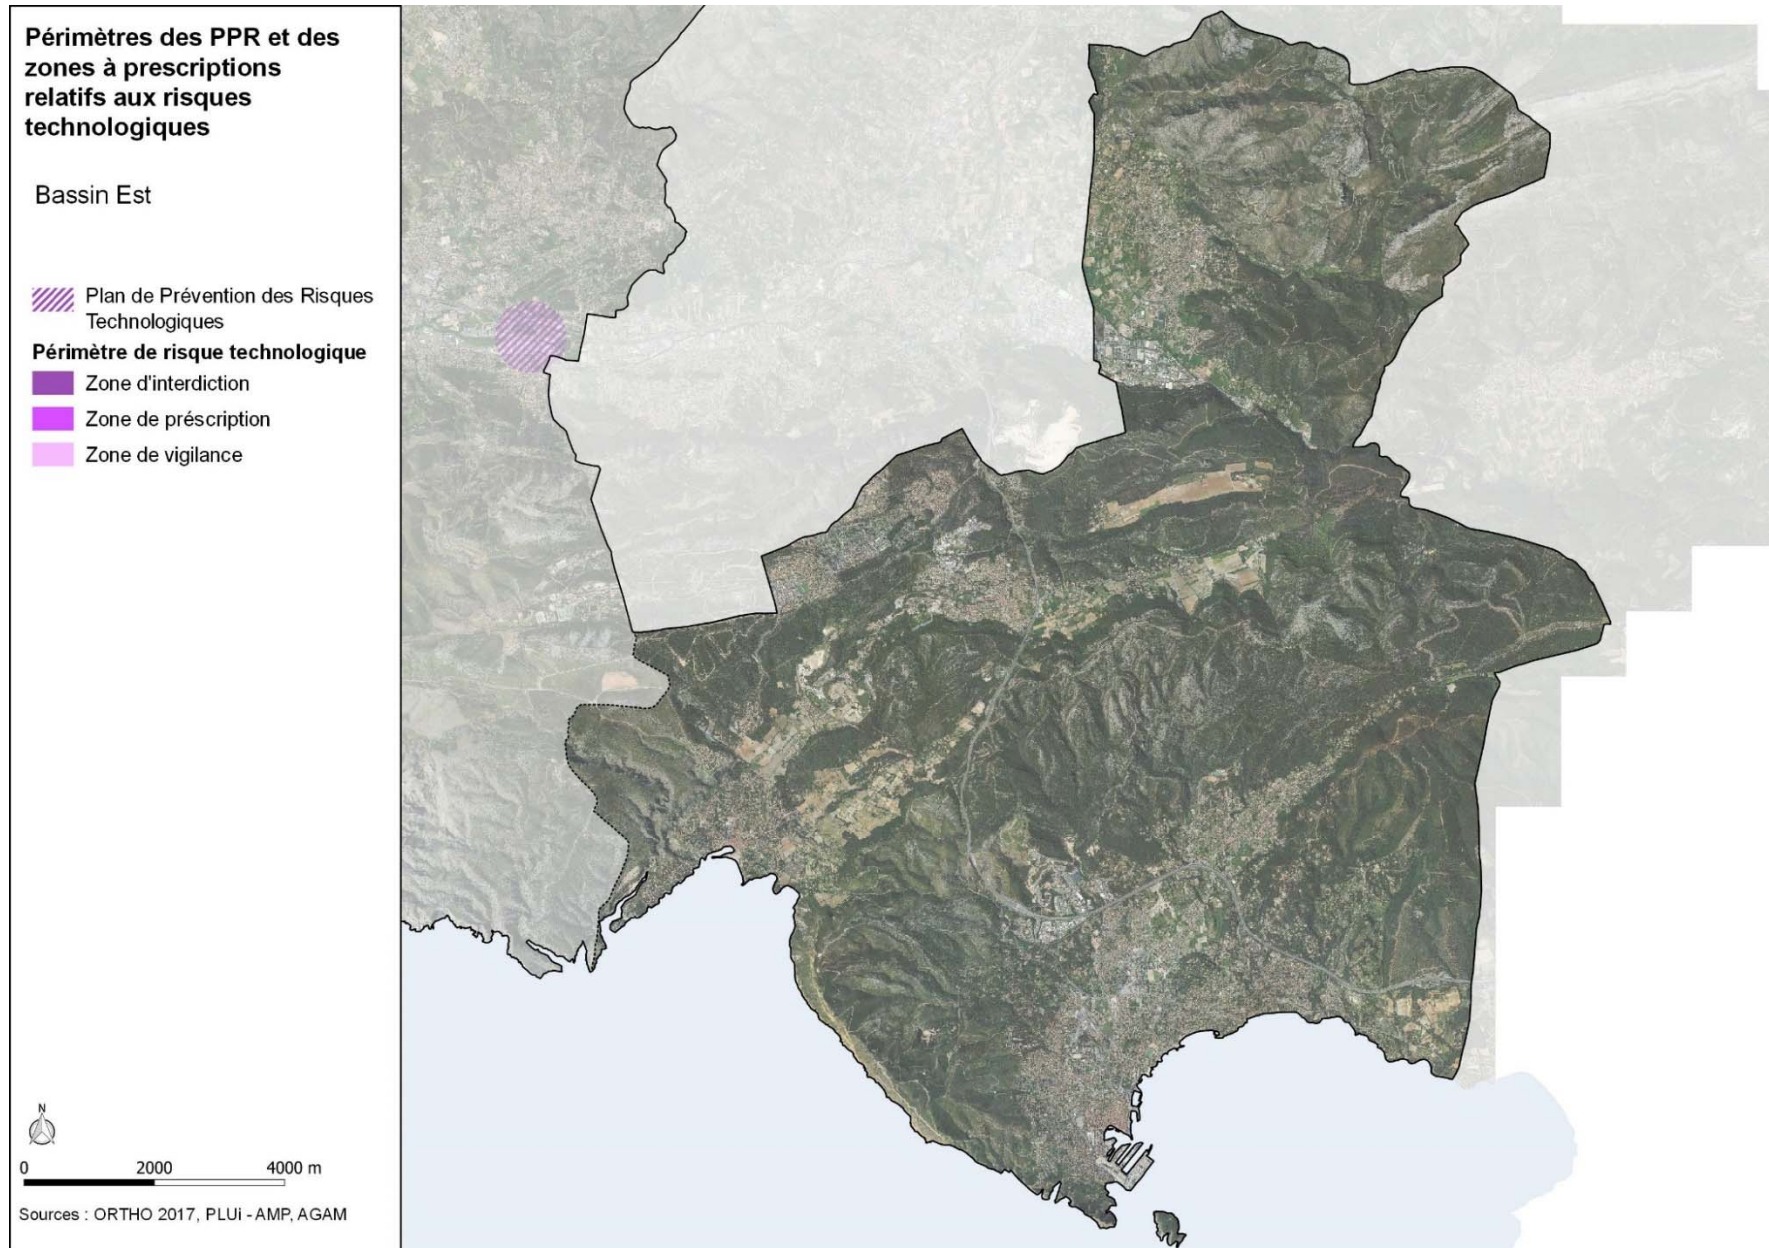 Périmètres des PPR et des
zones à prescriptions
relatifs aux risques
technologiques
Bassin Est
Plan de Prévention des Risques
Technologiques
Périmètre de risque technologique
Zone d'interdiction
Zone de préscription
Zone de vigilance
N
0 2000 4000 m
Sources : ORTHO 2017, PLUi - AMP, AGAM